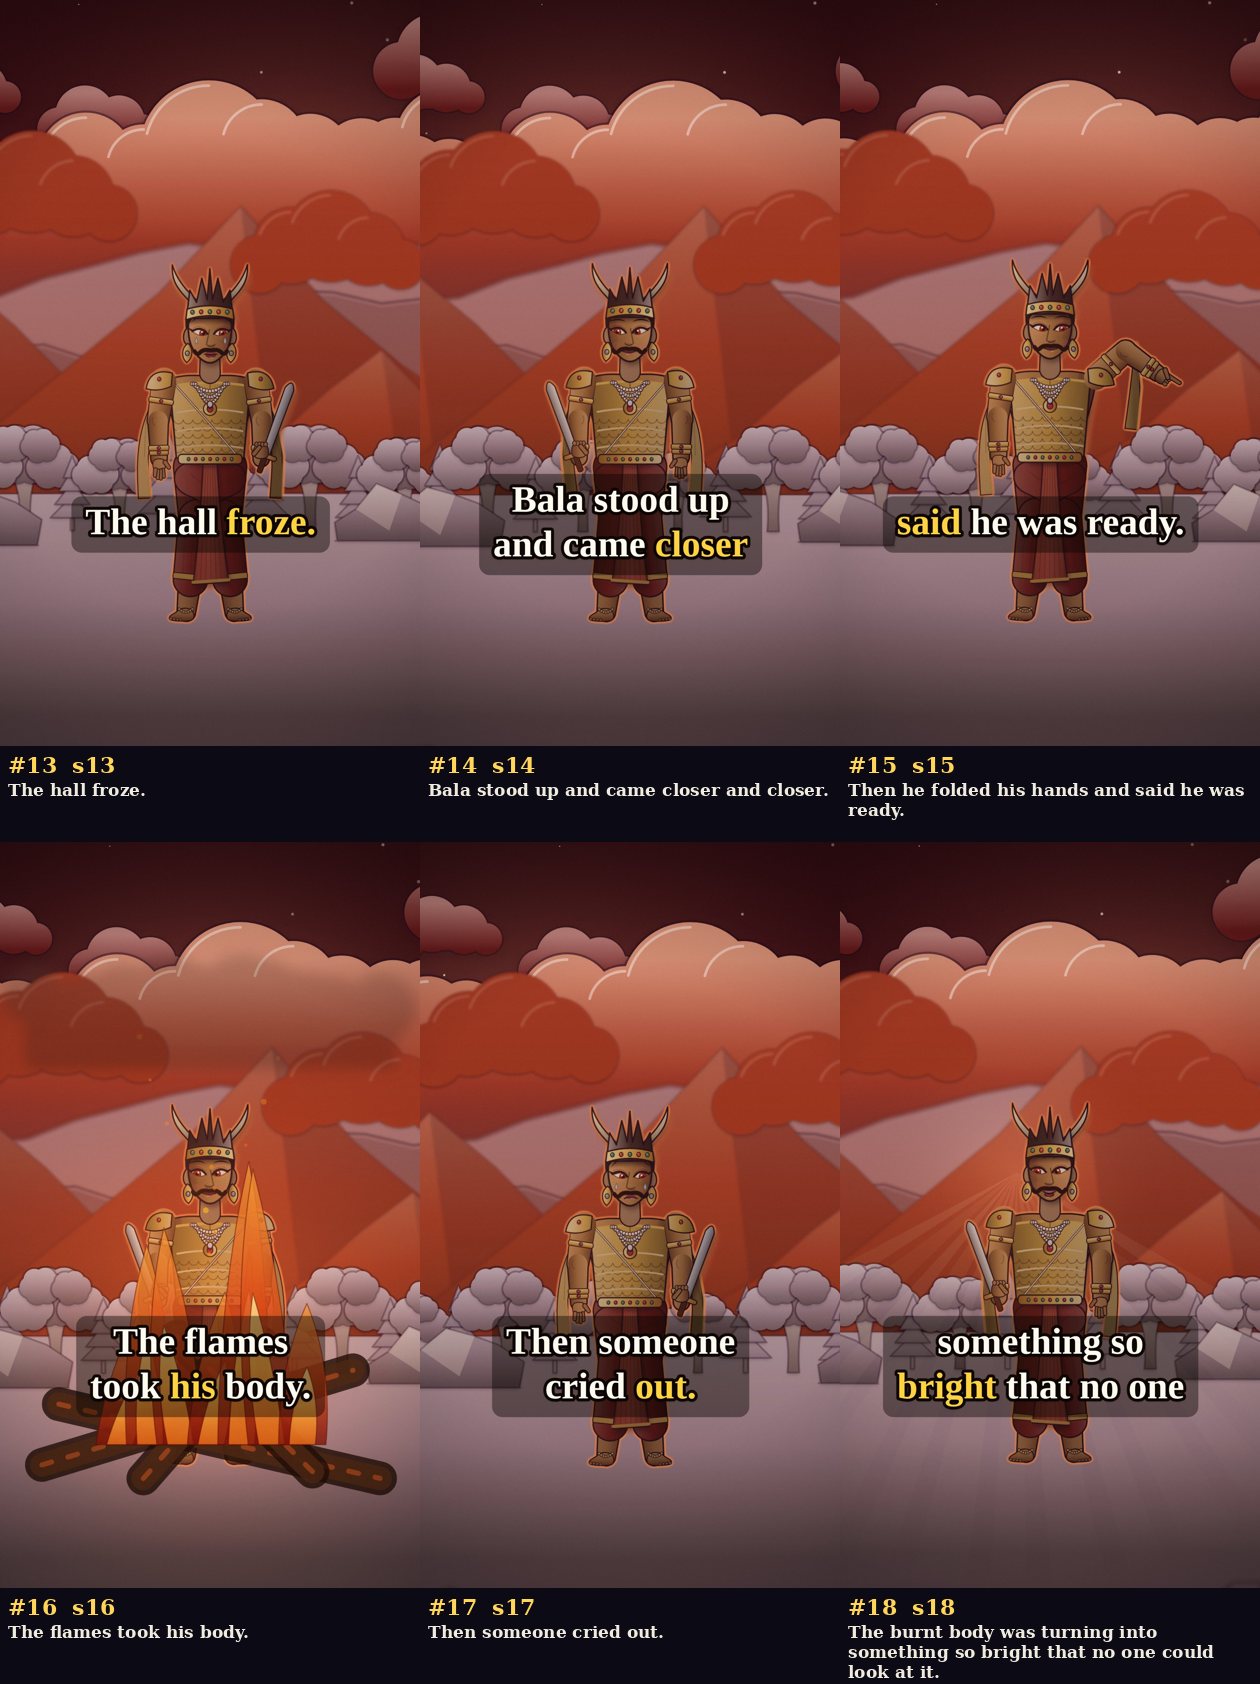 The hall froze.
Bala stood up
and came closer
said he was ready.
#13 s13
The hall froze.
#14 s14
Bala stood up and came closer and closer.
#15 s15
Then he folded his hands and said he was
ready.
The flames
took his body.
Then someone
cried out.
something so
bright that no one
#16 s16
The flames took his body.
#17 s17
Then someone cried out.
#18 s18
The burnt body was turning into
something so bright that no one could
look at it.